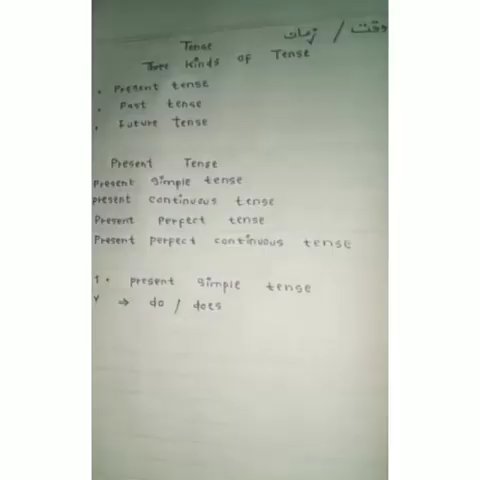 Tense وقت / زمان
Three kinds of Tense
. Present tense
. Past tense
. Future Tense
Present Tense
Present simple tense
present continuous tense
Present perfect tense
Present perfect continuous tense
1. present simple tense
٢ → do / does